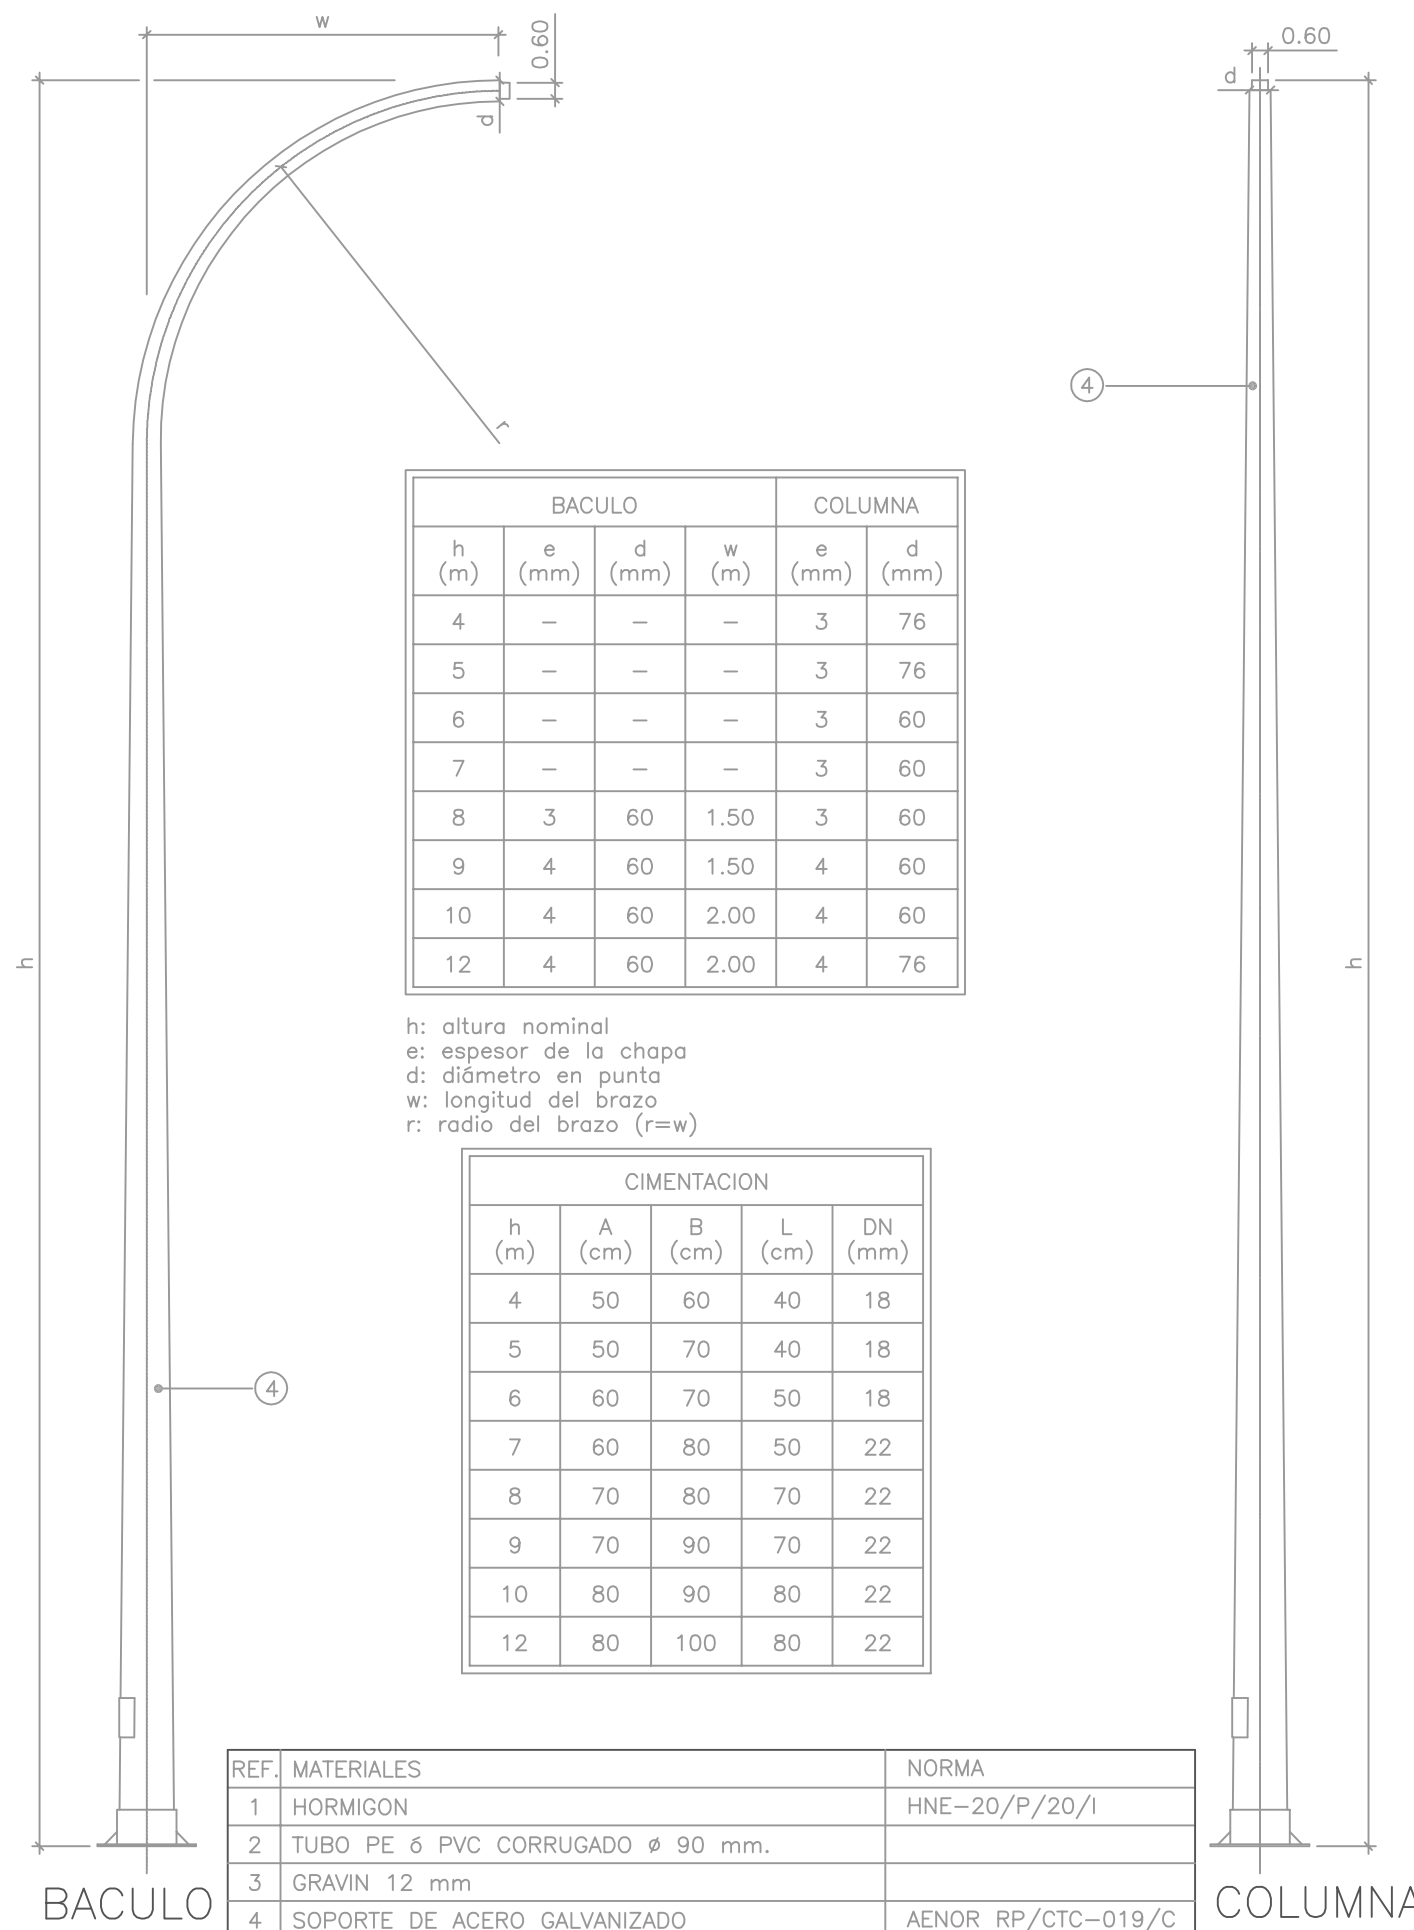 w
0.60
0.60
d
d
4
r
BACULO COLUMNA
h e d w e d
(m) (mm) (mm) (m) (mm) (mm)
4 – – – 3 76
5 – – – 3 76
6 – – – 3 60
7 – – – 3 60
8 3 60 1.50 3 60
9 4 60 1.50 4 60
10 4 60 2.00 4 60
12 4 60 2.00 4 76
h
h
h: altura nominal
e: espesor de la chapa
d: diámetro en punta
w: longitud del brazo
r: radio del brazo (r=w)
CIMENTACION
h A B L DN
(m) (cm) (cm) (cm) (mm)
4 50 60 40 18
5 50 70 40 18
6 60 70 50 18
7 60 80 50 22
8 70 80 70 22
9 70 90 70 22
10 80 90 80 22
12 80 100 80 22
4
REF. MATERIALES NORMA
1 HORMIGON HNE–20/P/20/I
2 TUBO PE ó PVC CORRUGADO ø 90 mm.
3 GRAVIN 12 mm
4 SOPORTE DE ACERO GALVANIZADO AENOR RP/CTC–019/C
BACULO
COLUMNA